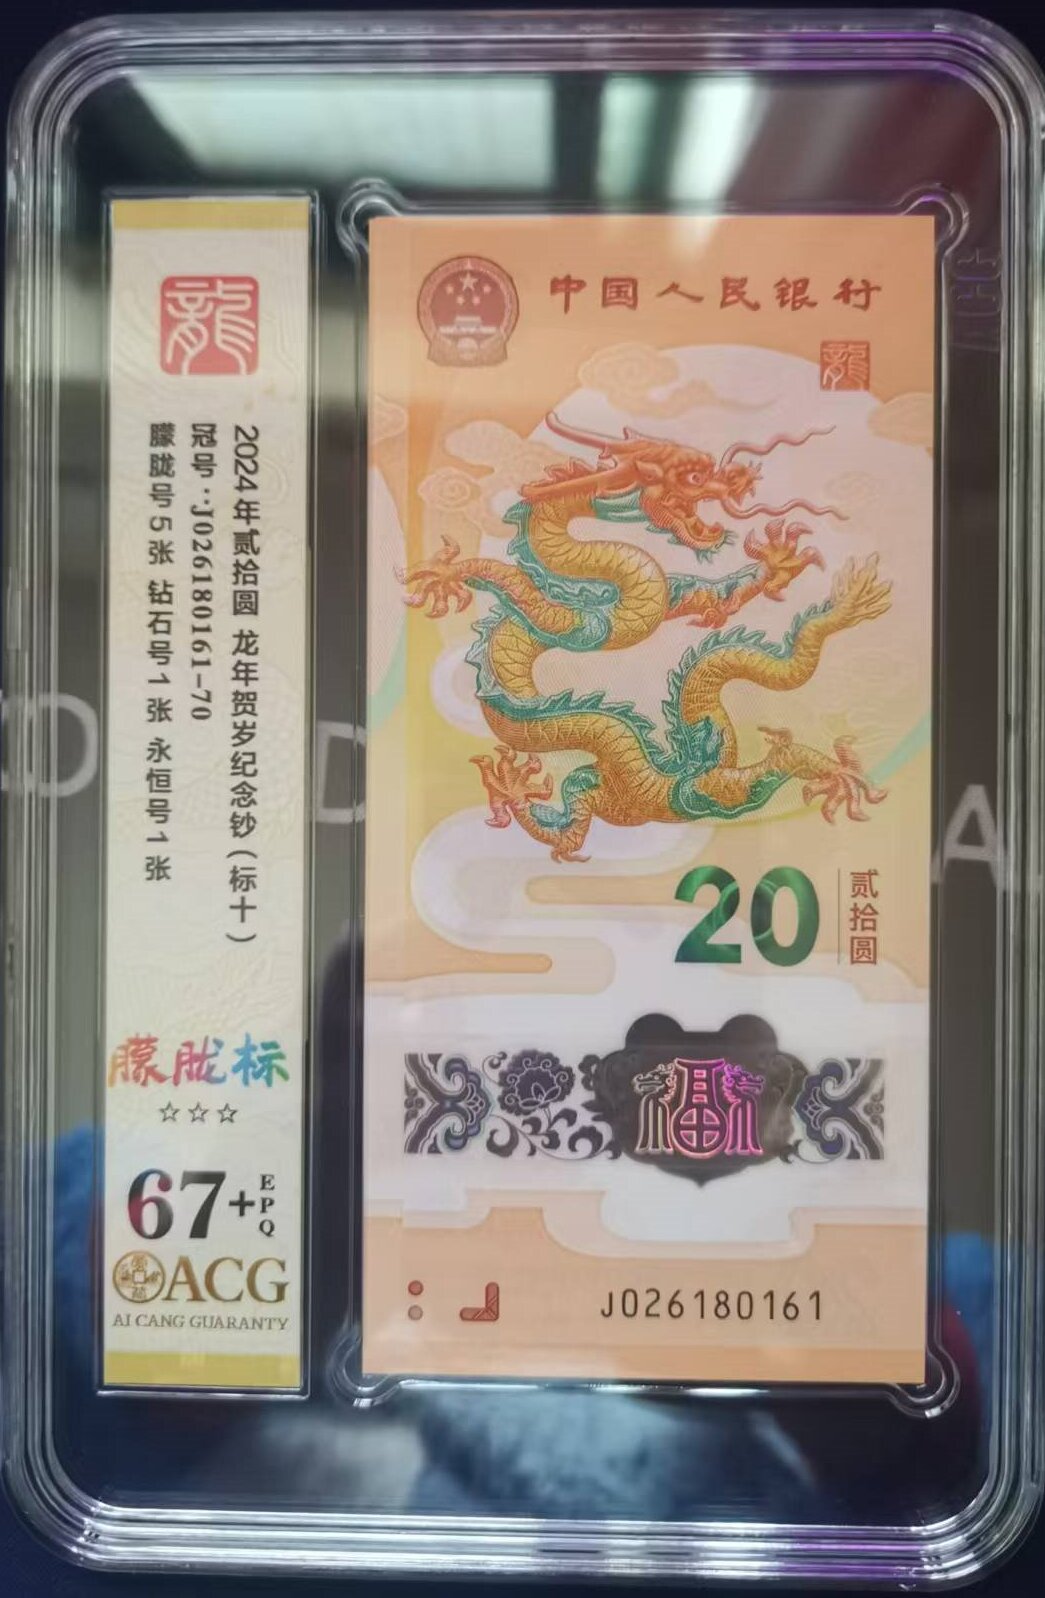 龍
2024年贰拾圆 龙年贺岁纪念钞（标十）
冠号：J026180161-70
朦胧号5张 钻石号1张 永恒号1张
朦胧标
☆☆☆
67+EPQ
ACG
AI CANG GUARANTY
中国人民银行
龍
20
贰拾圆
福
J026180161
D
D
A